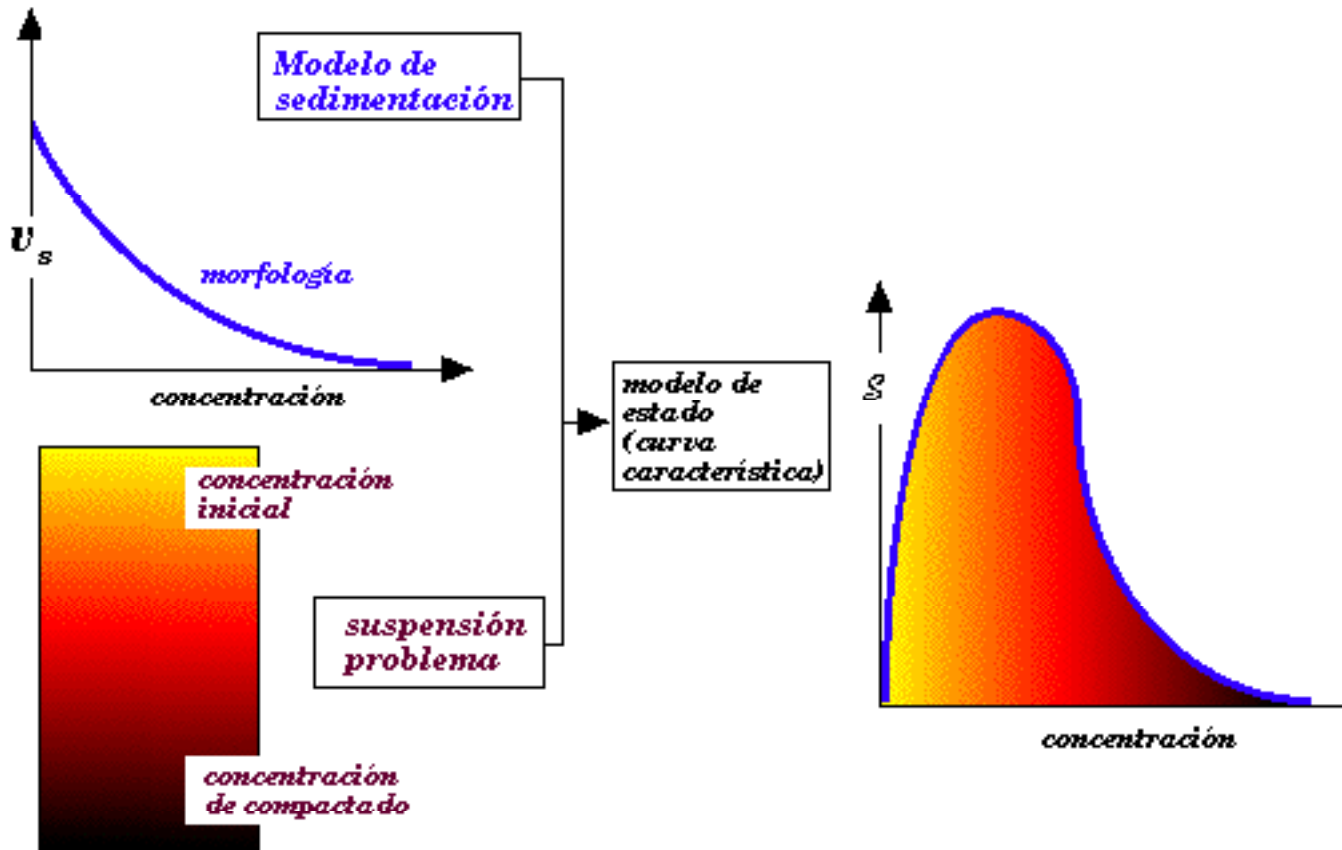 Modelo de
sedimentación
v s
morfología
concentración
concentración
inicial
suspensión
problema
concentración
de compactado
modelo de
estado
(curva
característica)
S
concentración